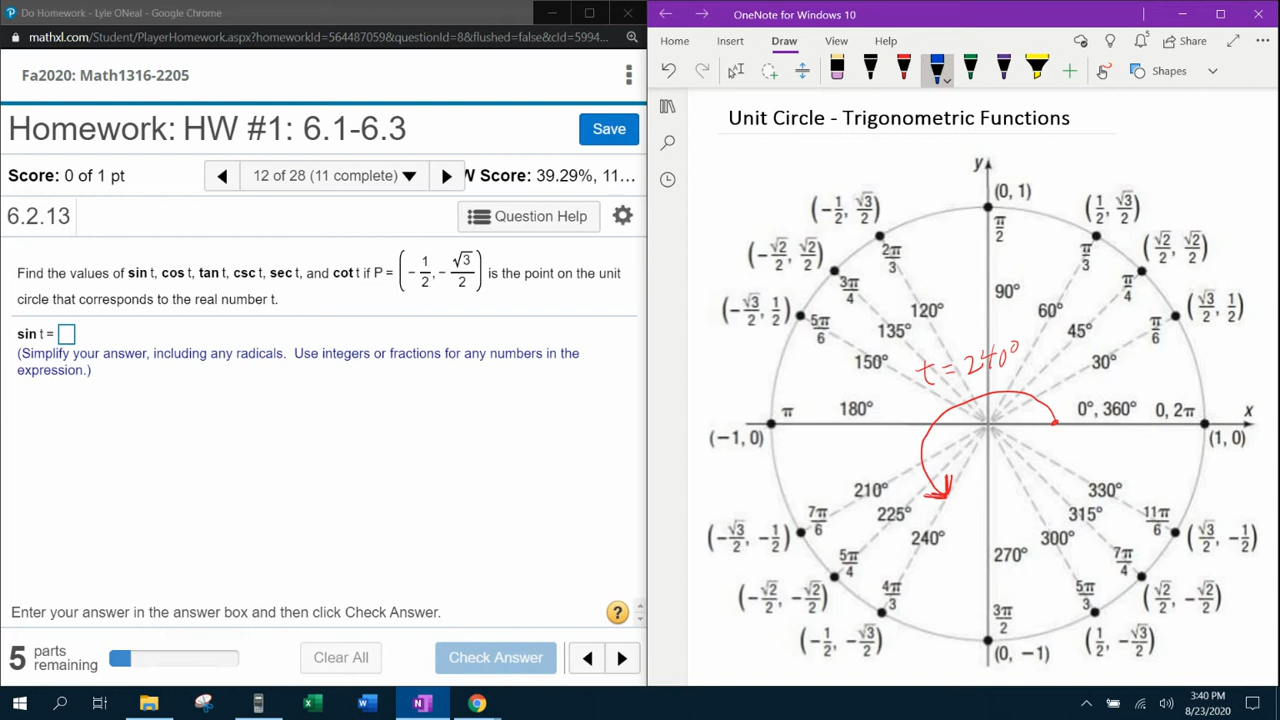 Do Homework - Lyle ONeal - Google Chrome
mathxl.com/Student/PlayerHomework.aspx?homeworkId=5644870598&questionId=8&flushed=false&cId=5994...
Fa2020: Math1316-2205
Homework: HW #1: 6.1-6.3
Save
Score: 0 of 1 pt
12 of 28 (11 complete)
W Score: 39.29%, 11...
6.2.13
Question Help
Find the values of sin t, cos t, tan t, csc t, sec t, and cot t if P = (-1/2, -√3/2) is the point on the unit
circle that corresponds to the real number t.
sin t =
(Simplify your answer, including any radicals. Use integers or fractions for any numbers in the
expression.)
Enter your answer in the answer box and then click Check Answer.
?
5 parts
remaining
Clear All
Check Answer
OneNote for Windows 10
Home
Insert
Draw
View
Help
Share
Shapes
Unit Circle - Trigonometric Functions
y
(0, 1)
(-1/2, √3/2)
(1/2, √3/2)
π/2
(-√2/2, √2/2)
2π/3
π/3
(√2/2, √2/2)
3π/4
90°
π/4
(-√3/2, 1/2)
5π/6
120°
60°
π/6
(√3/2, 1/2)
135°
45°
150°
30°
t = 240°
π
180°
0°, 360°
0, 2π
x
(-1, 0)
(1, 0)
210°
330°
7π/6
225°
315°
11π/6
(-√3/2, -1/2)
240°
300°
(√3/2, -1/2)
270°
5π/4
7π/4
(-√2/2, -√2/2)
4π/3
5π/3
(√2/2, -√2/2)
3π/2
(-1/2, -√3/2)
(1/2, -√3/2)
(0, -1)
3:40 PM
8/23/2020